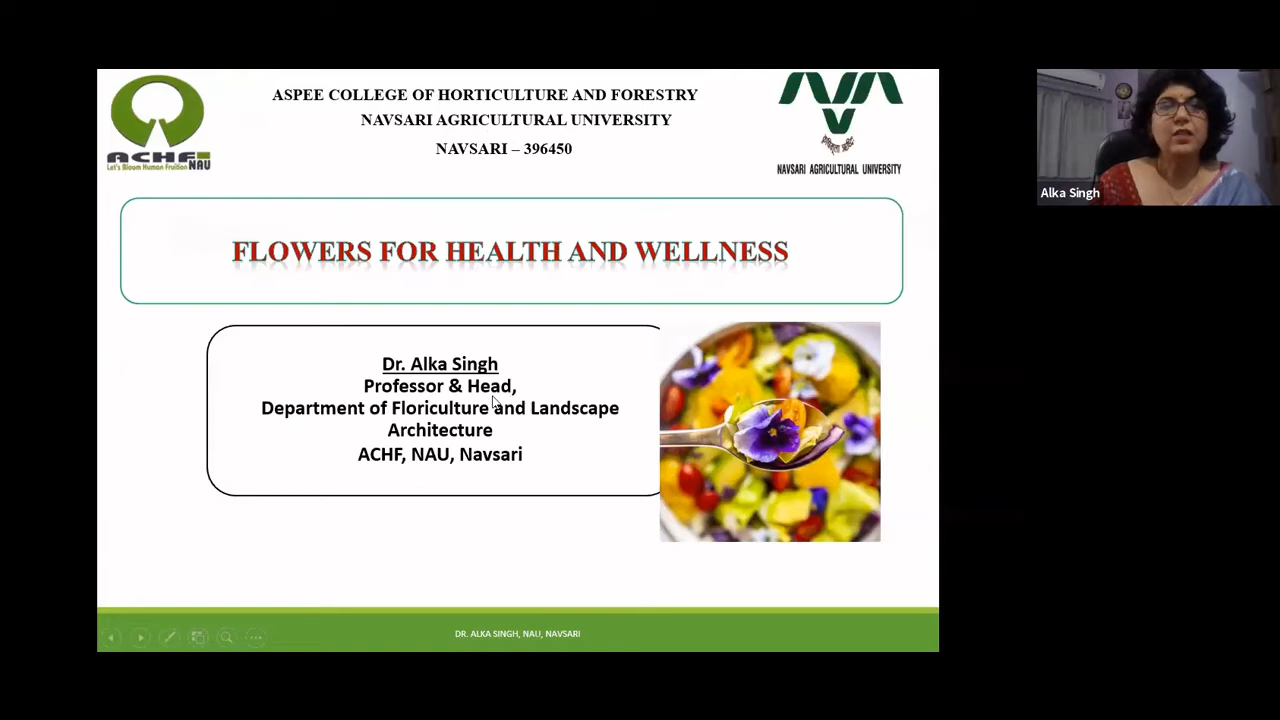 ASPEE COLLEGE OF HORTICULTURE AND FORESTRY
NAVSARI AGRICULTURAL UNIVERSITY
NAVSARI – 396450
ACHF
NAU
Let's Bloom Human Fruition
NAVSARI AGRICULTURAL UNIVERSITY
Alka Singh
FLOWERS FOR HEALTH AND WELLNESS
Dr. Alka Singh
Professor & Head,
Department of Floriculture and Landscape
Architecture
ACHF, NAU, Navsari
DR. ALKA SINGH, NAU, NAVSARI